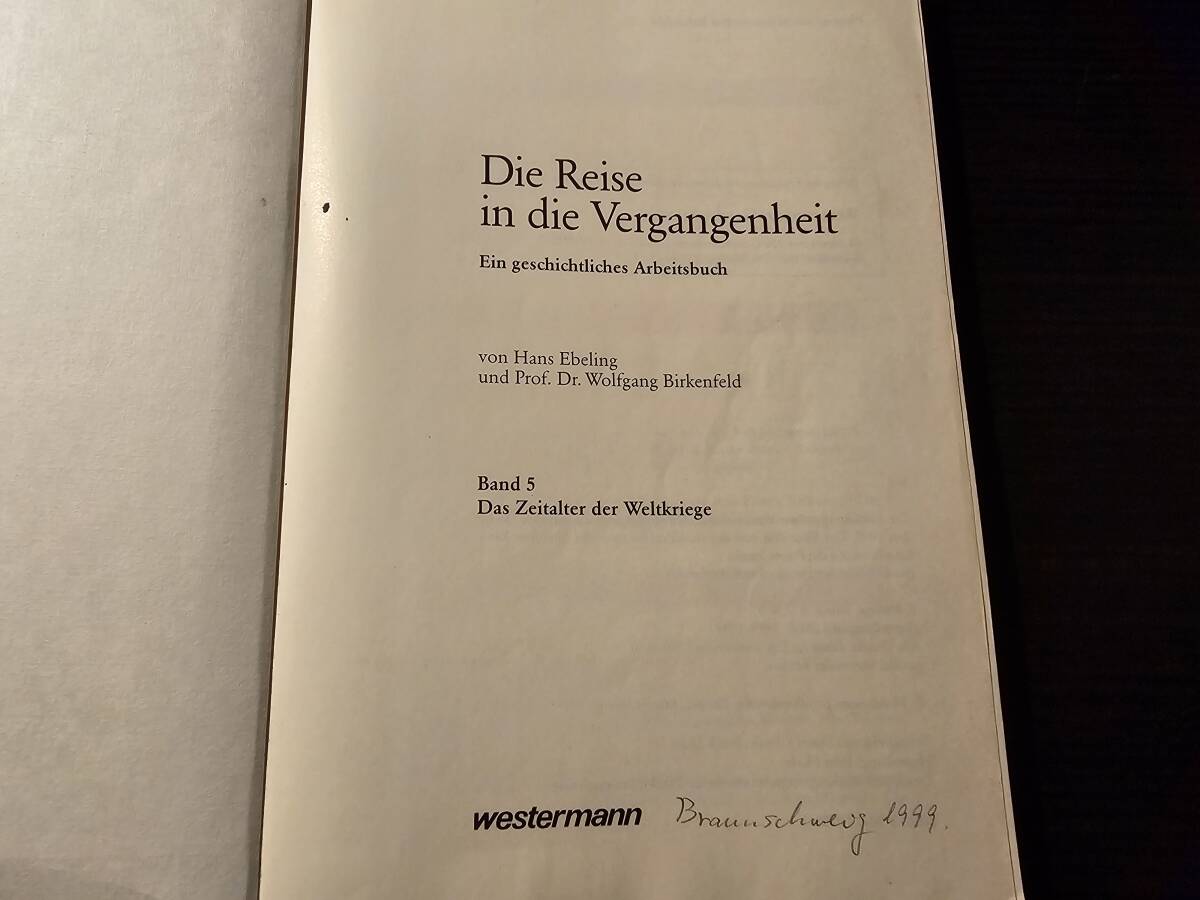 Die Reise
in die Vergangenheit
Ein geschichtliches Arbeitsbuch
von Hans Ebeling
und Prof. Dr. Wolfgang Birkenfeld
Band 5
Das Zeitalter der Weltkriege
westermann Braunschweig 1999.